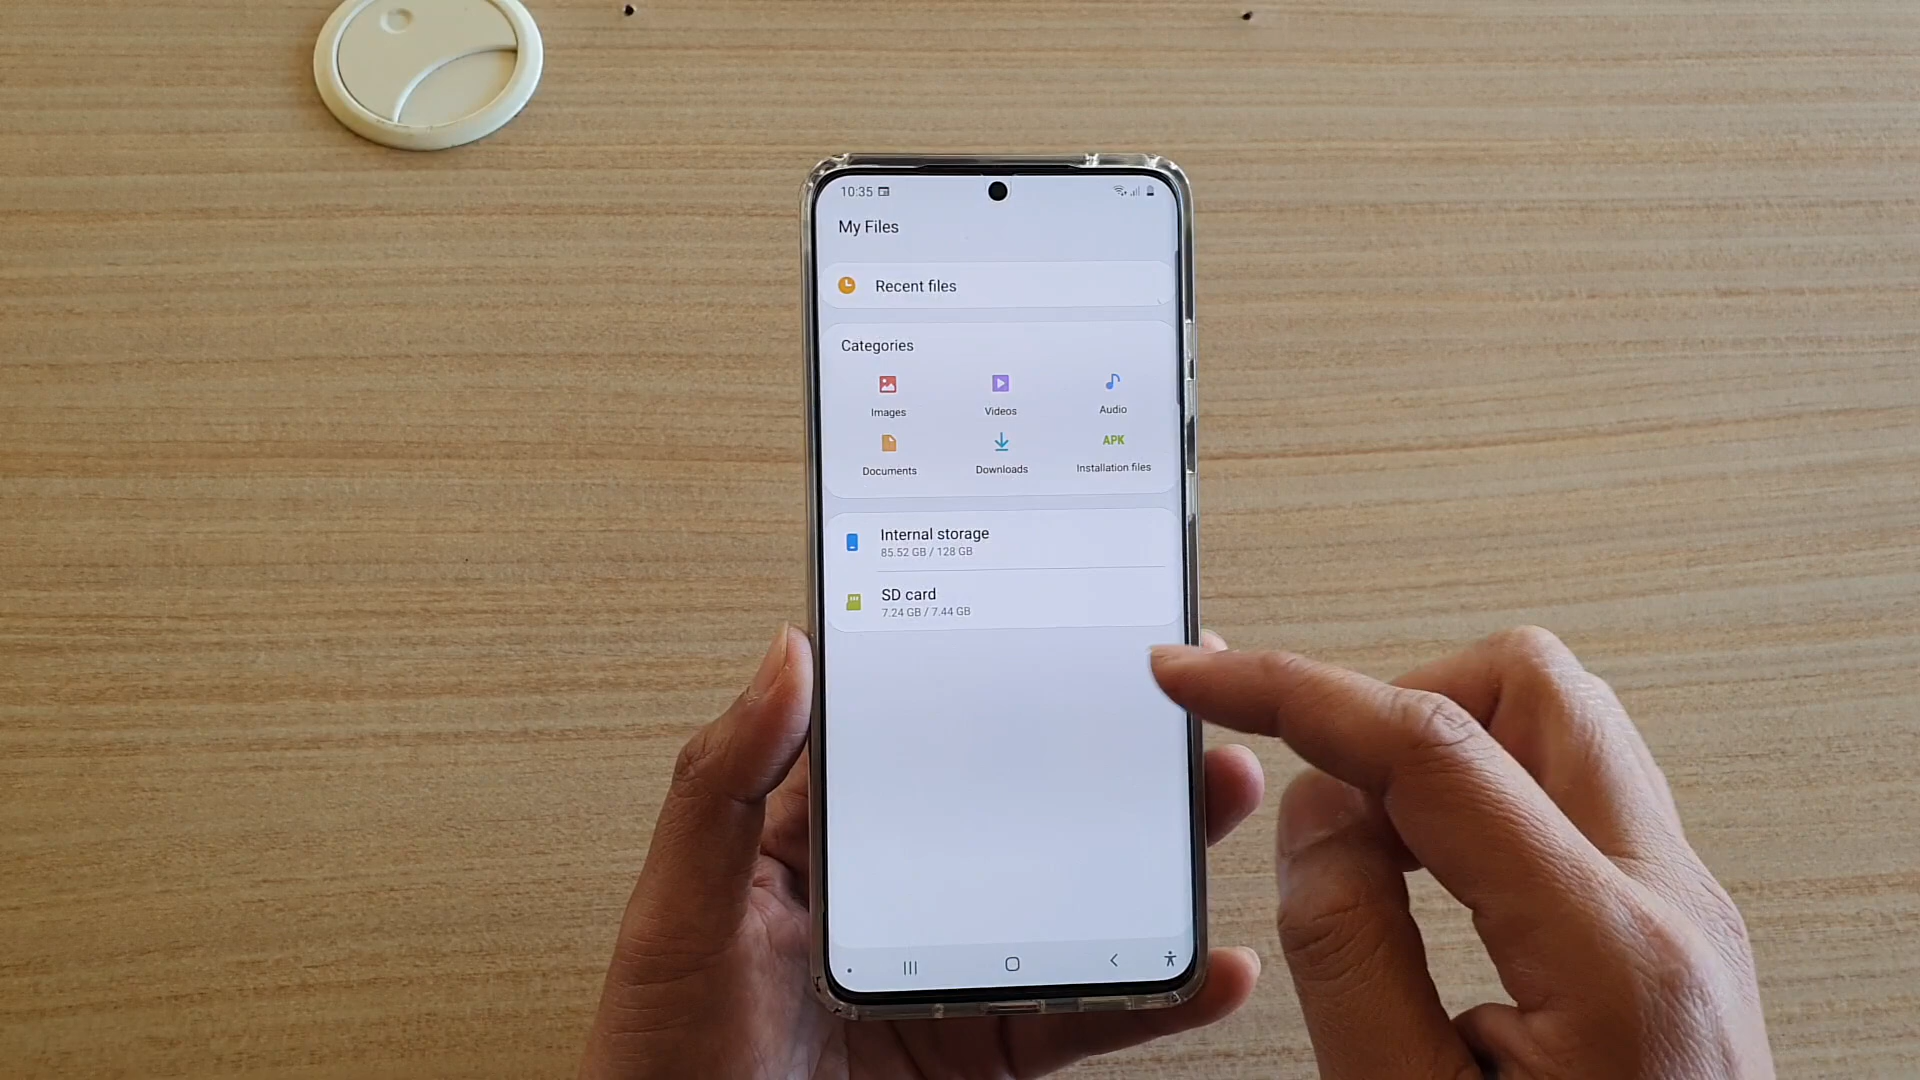 10:35
My Files
Recent files
Categories
Images
Videos
Audio
Documents
Downloads
APK
Installation files
Internal storage
85.52 GB / 128 GB
SD card
7.24 GB / 7.44 GB